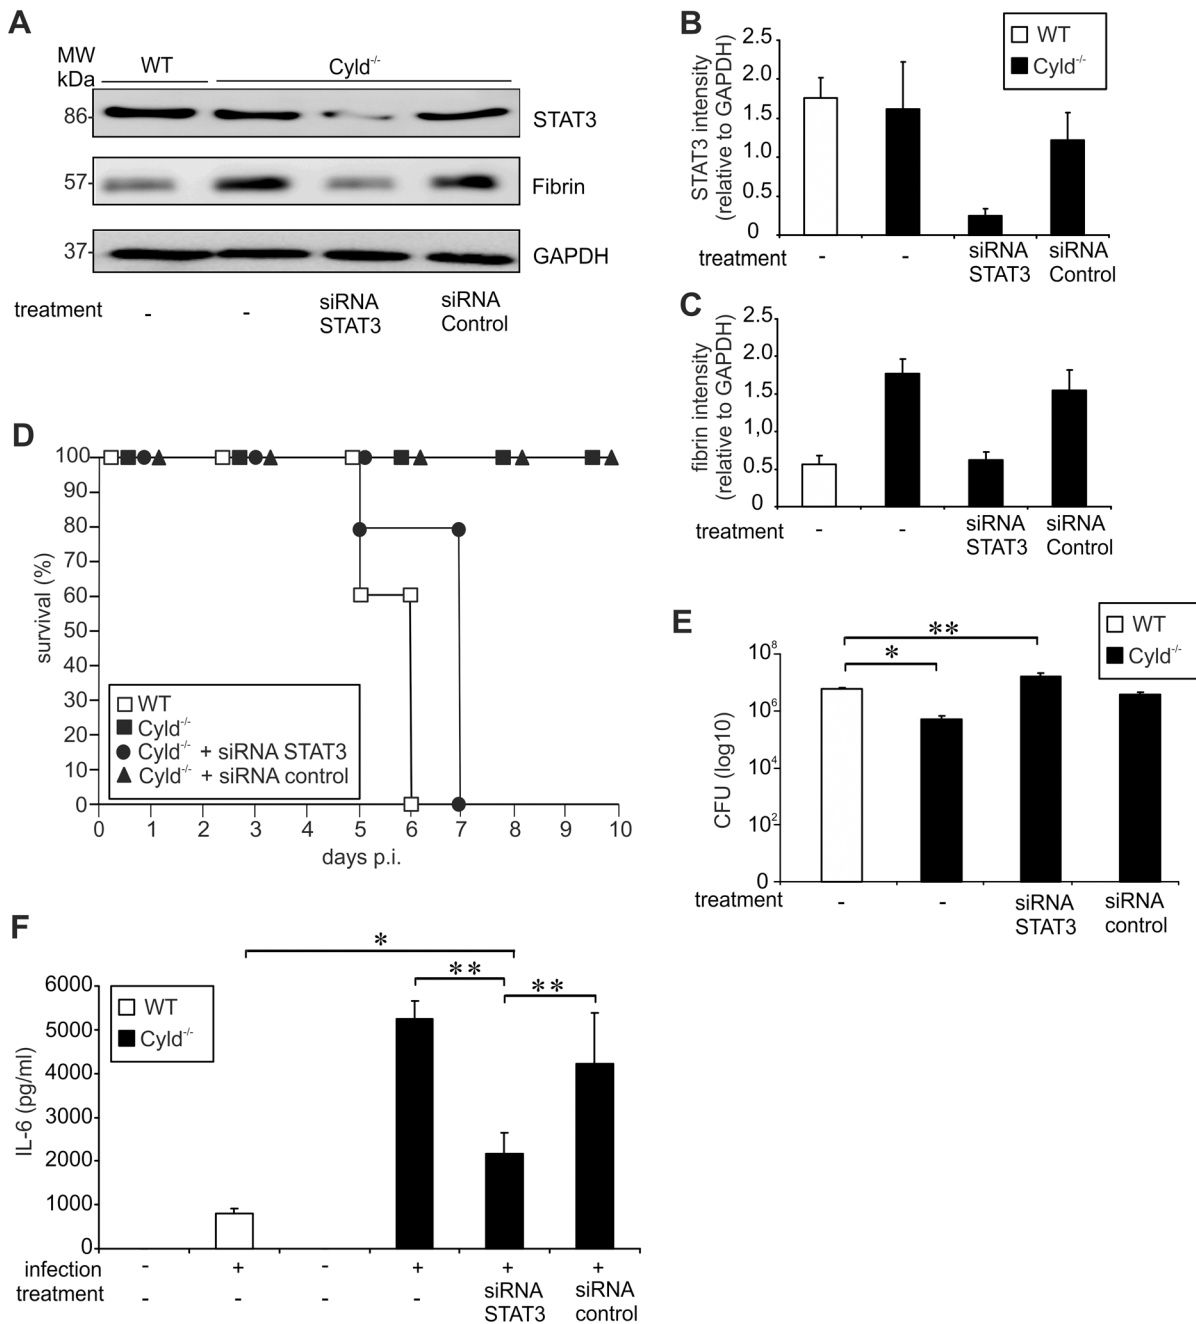 A
MW
kDa
WT
Cyld-/-
86-
STAT3
57-
Fibrin
37-
GAPDH
treatment
-
-
siRNA
STAT3
siRNA
Control
B
WT
Cyld-/-
STAT3 intensity
(relative to GAPDH)
2.5
2.0
1.5
1.0
0.5
0
treatment
-
-
siRNA
STAT3
siRNA
Control
C
fibrin intensity
(relative to GAPDH)
2.5
2.0
1.5
1.0
0.5
0
treatment
-
-
siRNA
STAT3
siRNA
Control
D
survival (%)
100
90
80
70
60
50
40
30
20
10
0
WT
Cyld-/-
Cyld-/- + siRNA STAT3
Cyld-/- + siRNA control
0 1 2 3 4 5 6 7 8 9 10
days p.i.
E
WT
Cyld-/-
**
*
CFU (log10)
10^8
10^6
10^4
10^2
0
treatment
-
-
siRNA
STAT3
siRNA
control
F
*
**
**
WT
Cyld-/-
IL-6 (pg/ml)
6000
5000
4000
3000
2000
1000
0
infection - + - + + +
treatment - - - - siRNA STAT3 siRNA control